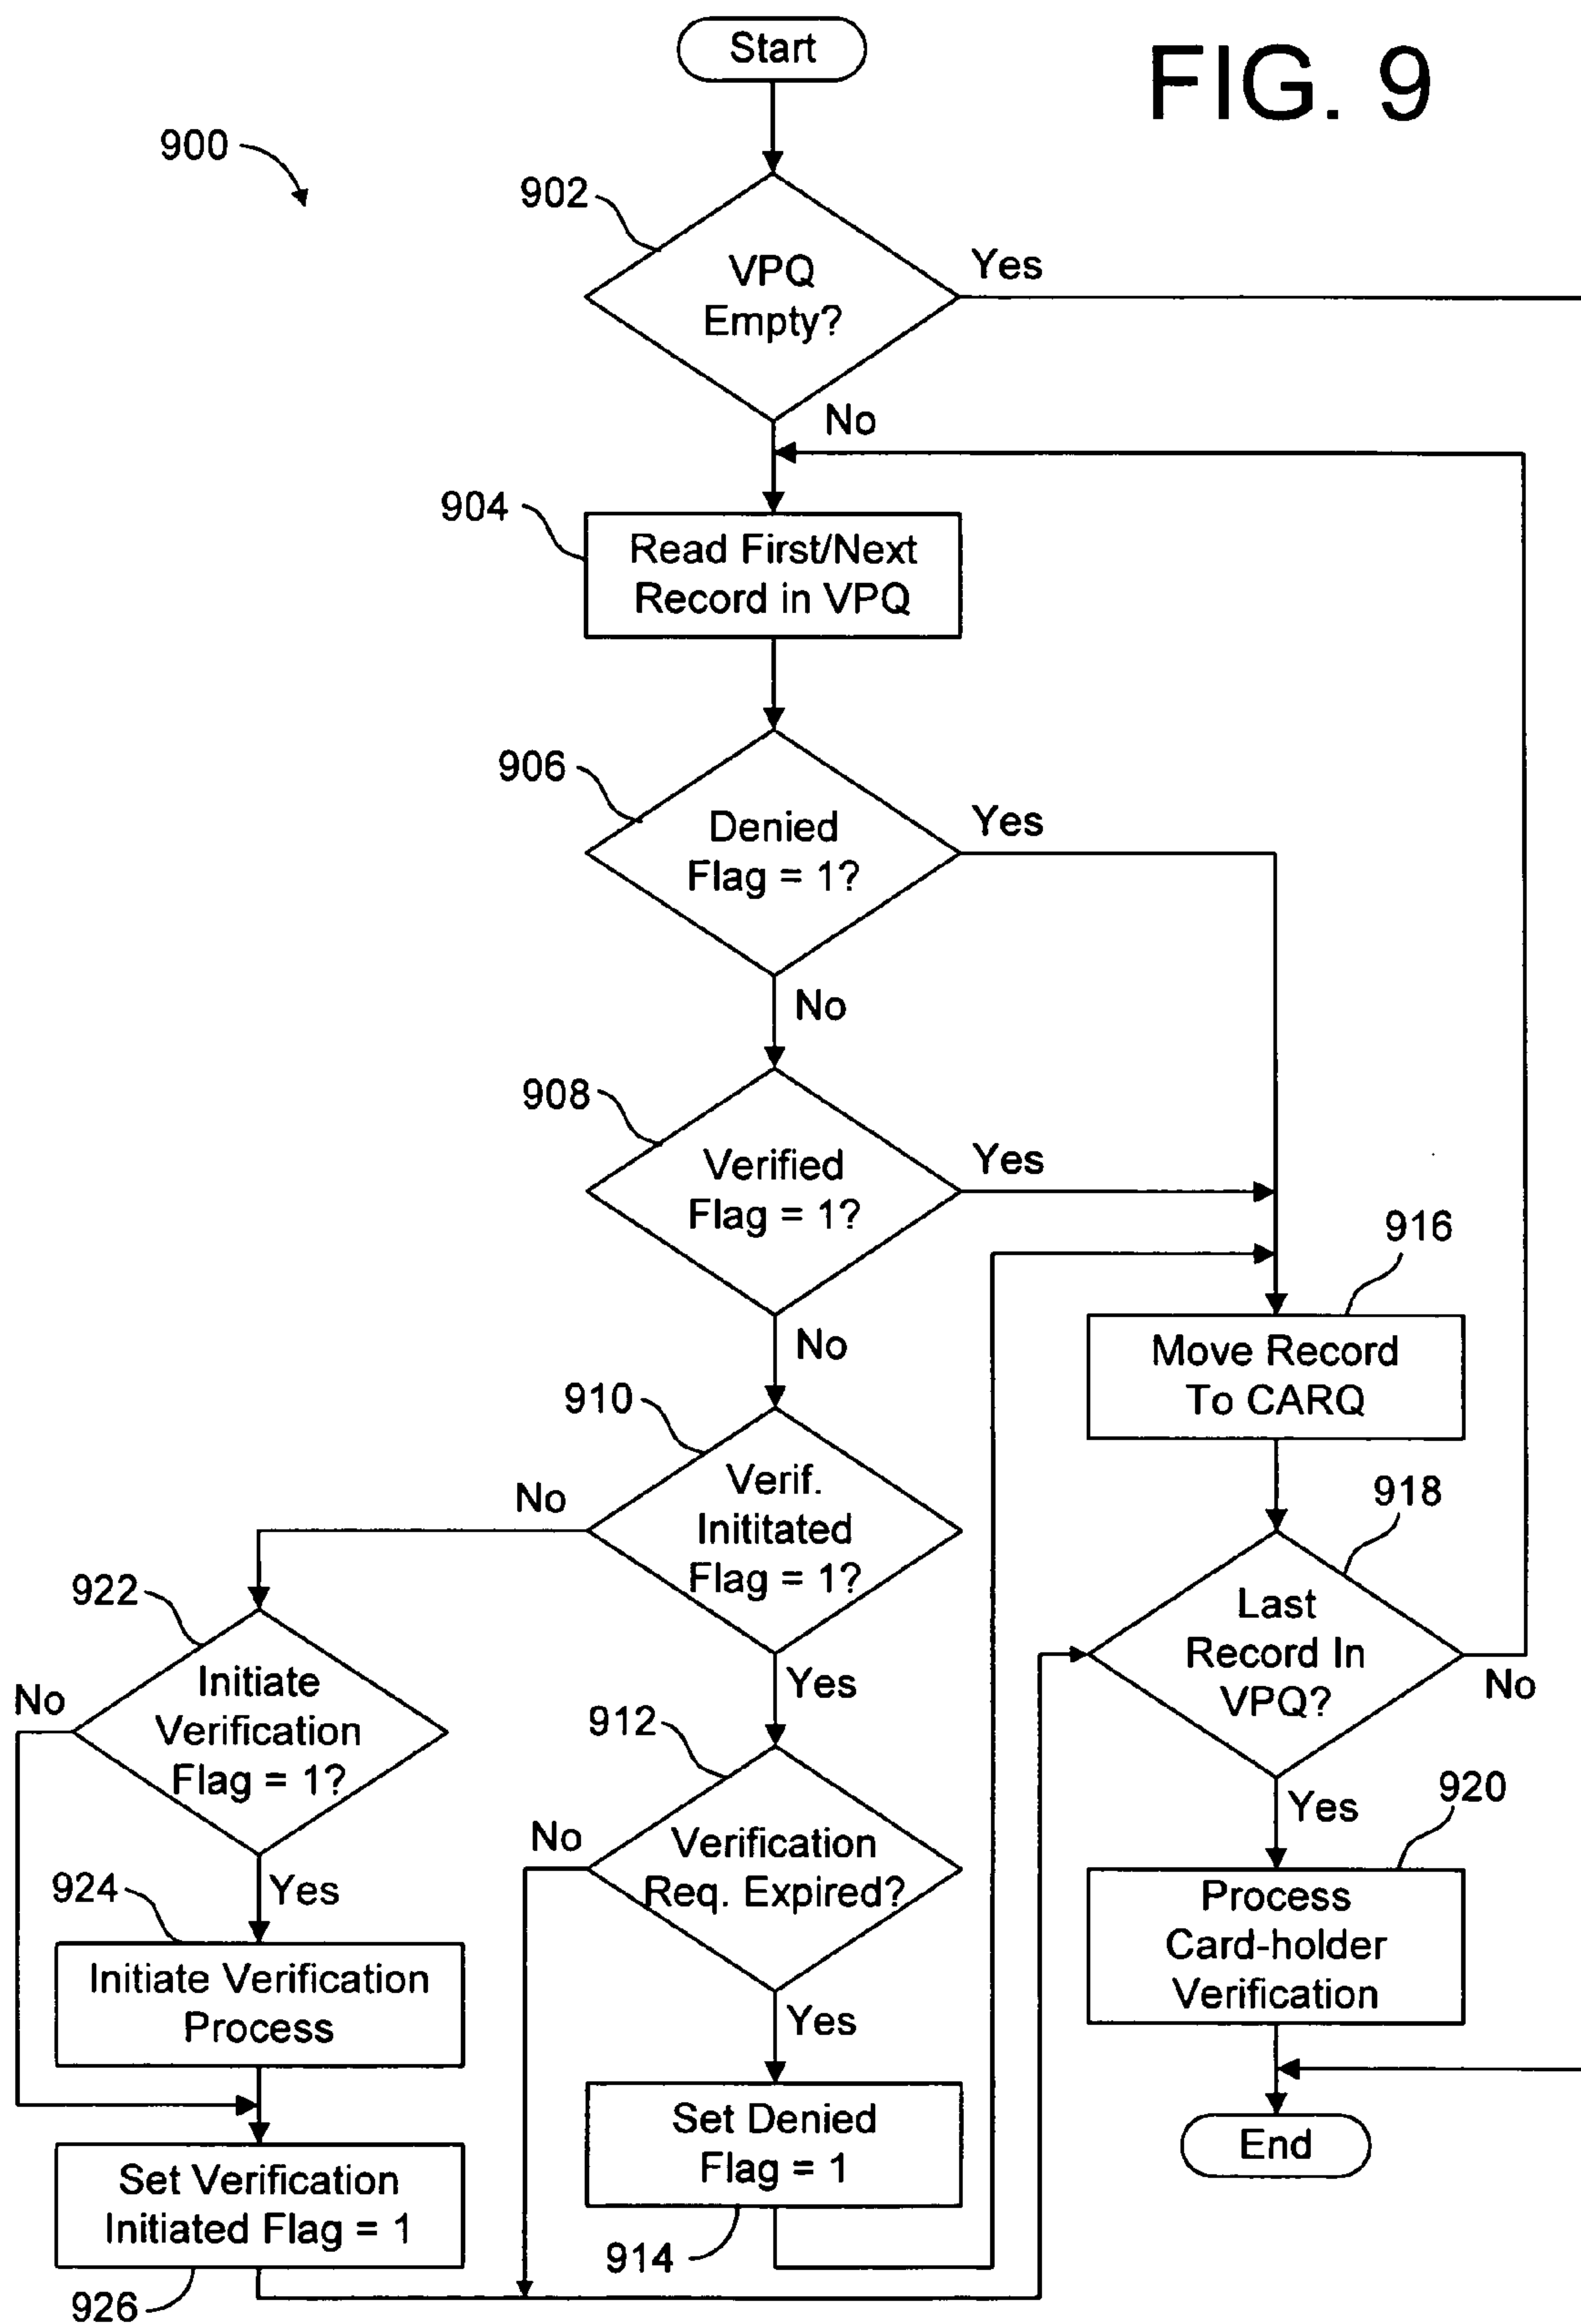 Start
FIG. 9
900
902
VPQ
Empty?
Yes
No
904
Read First/Next
Record in VPQ
906
Denied
Flag = 1?
Yes
No
908
Verified
Flag = 1?
Yes
No
916
Move Record
To CARQ
910
Verif.
Inititated
Flag = 1?
No
Yes
918
Last
Record In
VPQ?
No
Yes
922
Initiate
Verification
Flag = 1?
No
Yes
912
Verification
Req. Expired?
No
Yes
920
Process
Card-holder
Verification
924
Initiate Verification
Process
Set Denied
Flag = 1
914
End
Set Verification
Initiated Flag = 1
926